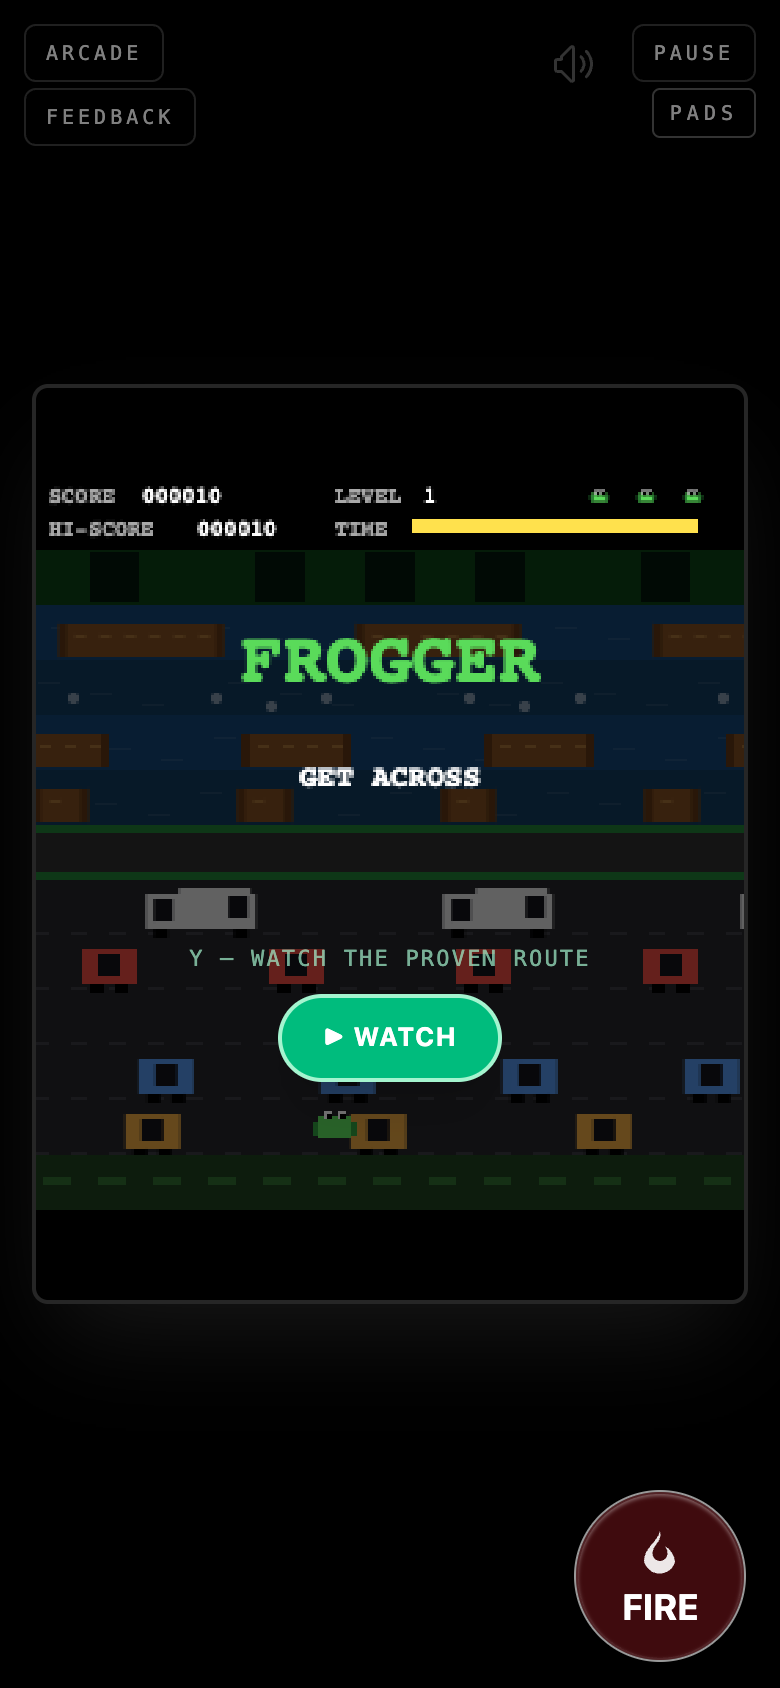 ARCADE
PAUSE
FEEDBACK
PADS
SCORE 000010 LEVEL 1
HI-SCORE 000010 TIME
FROGGER
GET ACROSS
Y — WATCH THE PROVEN ROUTE
WATCH
FIRE